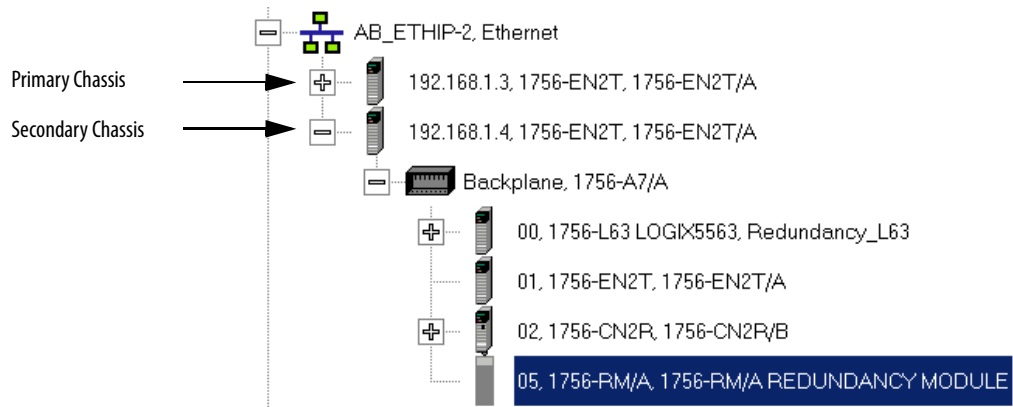 AB_ETHIP-2, Ethernet
Primary Chassis
192.168.1.3, 1756-EN2T, 1756-EN2T/A
Secondary Chassis
192.168.1.4, 1756-EN2T, 1756-EN2T/A
Backplane, 1756-A7/A
00, 1756-L63 LOGIX5563, Redundancy_L63
01, 1756-EN2T, 1756-EN2T/A
02, 1756-CN2R, 1756-CN2R/B
05, 1756-RM/A, 1756-RM/A REDUNDANCY MODULE